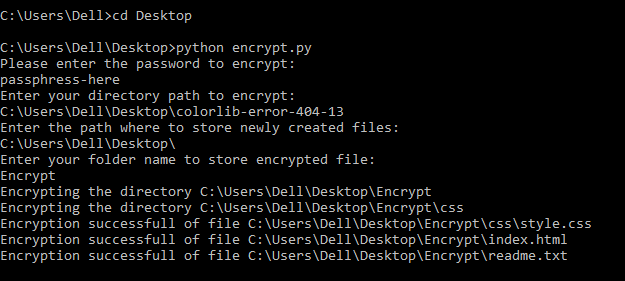 C:\Users\Dell>cd Desktop
C:\Users\Dell\Desktop>python encrypt.py
Please enter the password to encrypt:
passphress-here
Enter your directory path to encrypt:
C:\Users\Dell\Desktop\colorlib-error-404-13
Enter the path where to store newly created files:
C:\Users\Dell\Desktop\
Enter your folder name to store encrypted file:
Encrypt
Encrypting the directory C:\Users\Dell\Desktop\Encrypt
Encrypting the directory C:\Users\Dell\Desktop\Encrypt\css
Encryption successfull of file C:\Users\Dell\Desktop\Encrypt\css\style.css
Encryption successfull of file C:\Users\Dell\Desktop\Encrypt\index.html
Encryption successfull of file C:\Users\Dell\Desktop\Encrypt\readme.txt